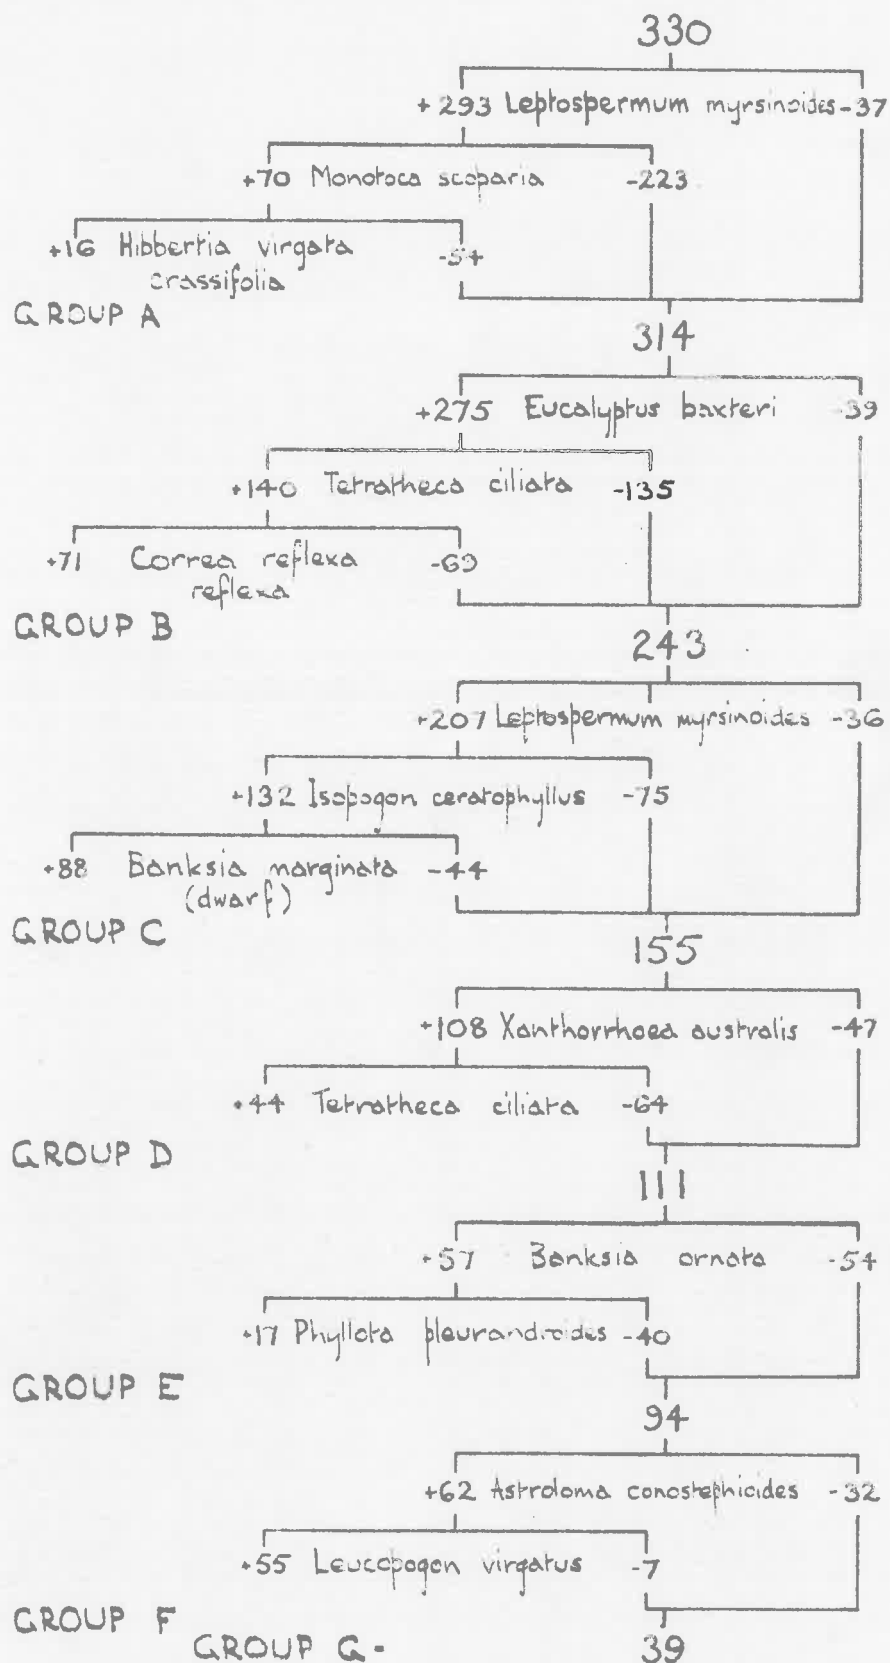 330
+293 Leptospermum myrsinoides -37
+70 Monotoca scoparia -223
+16 Hibbertia virgata -54
crassifolia
GROUP A
314
+275 Eucalyptus baxteri -39
+140 Tetratheca ciliata -135
+71 Correa reflexa -69
reflexa
GROUP B
243
+207 Leptospermum myrsinoides -36
+132 Isopogon ceratophyllus -75
+88 Banksia marginata -44
(dwarf)
GROUP C
155
+108 Xanthorrhoea australis -47
+44 Tetratheca ciliata -64
GROUP D
111
+57 Banksia ornata -54
+17 Phyllota pleurandroides -40
GROUP E
94
+62 Astroloma conostephioides -32
+55 Leucopogon virgatus -7
GROUP F
GROUP G - 39